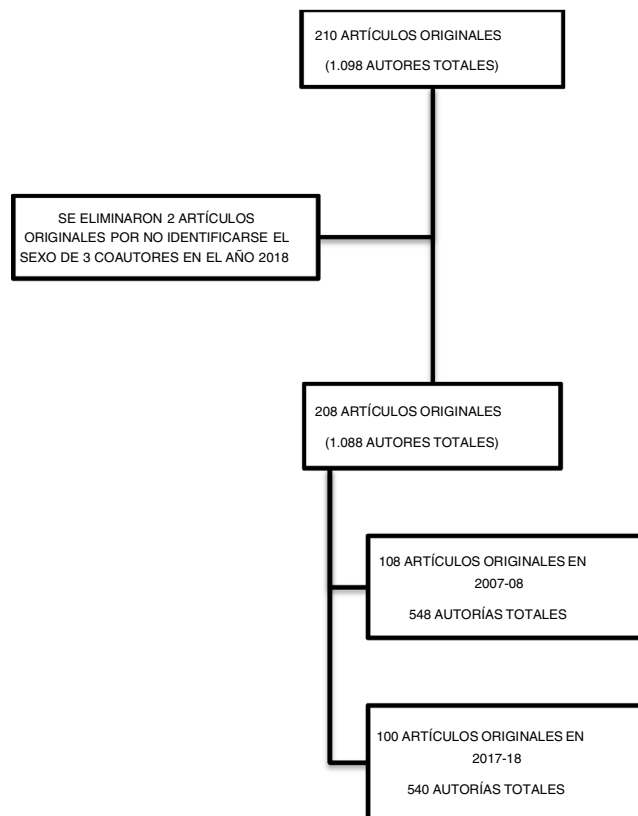 210 ARTÍCULOS ORIGINALES
(1.098 AUTORES TOTALES)
SE ELIMINARON 2 ARTÍCULOS
ORIGINALES POR NO IDENTIFICARSE EL
SEXO DE 3 COAUTORES EN EL AÑO 2018
208 ARTÍCULOS ORIGINALES
(1.088 AUTORES TOTALES)
108 ARTÍCULOS ORIGINALES EN
2007-08
548 AUTORÍAS TOTALES
100 ARTÍCULOS ORIGINALES EN
2017-18
540 AUTORÍAS TOTALES